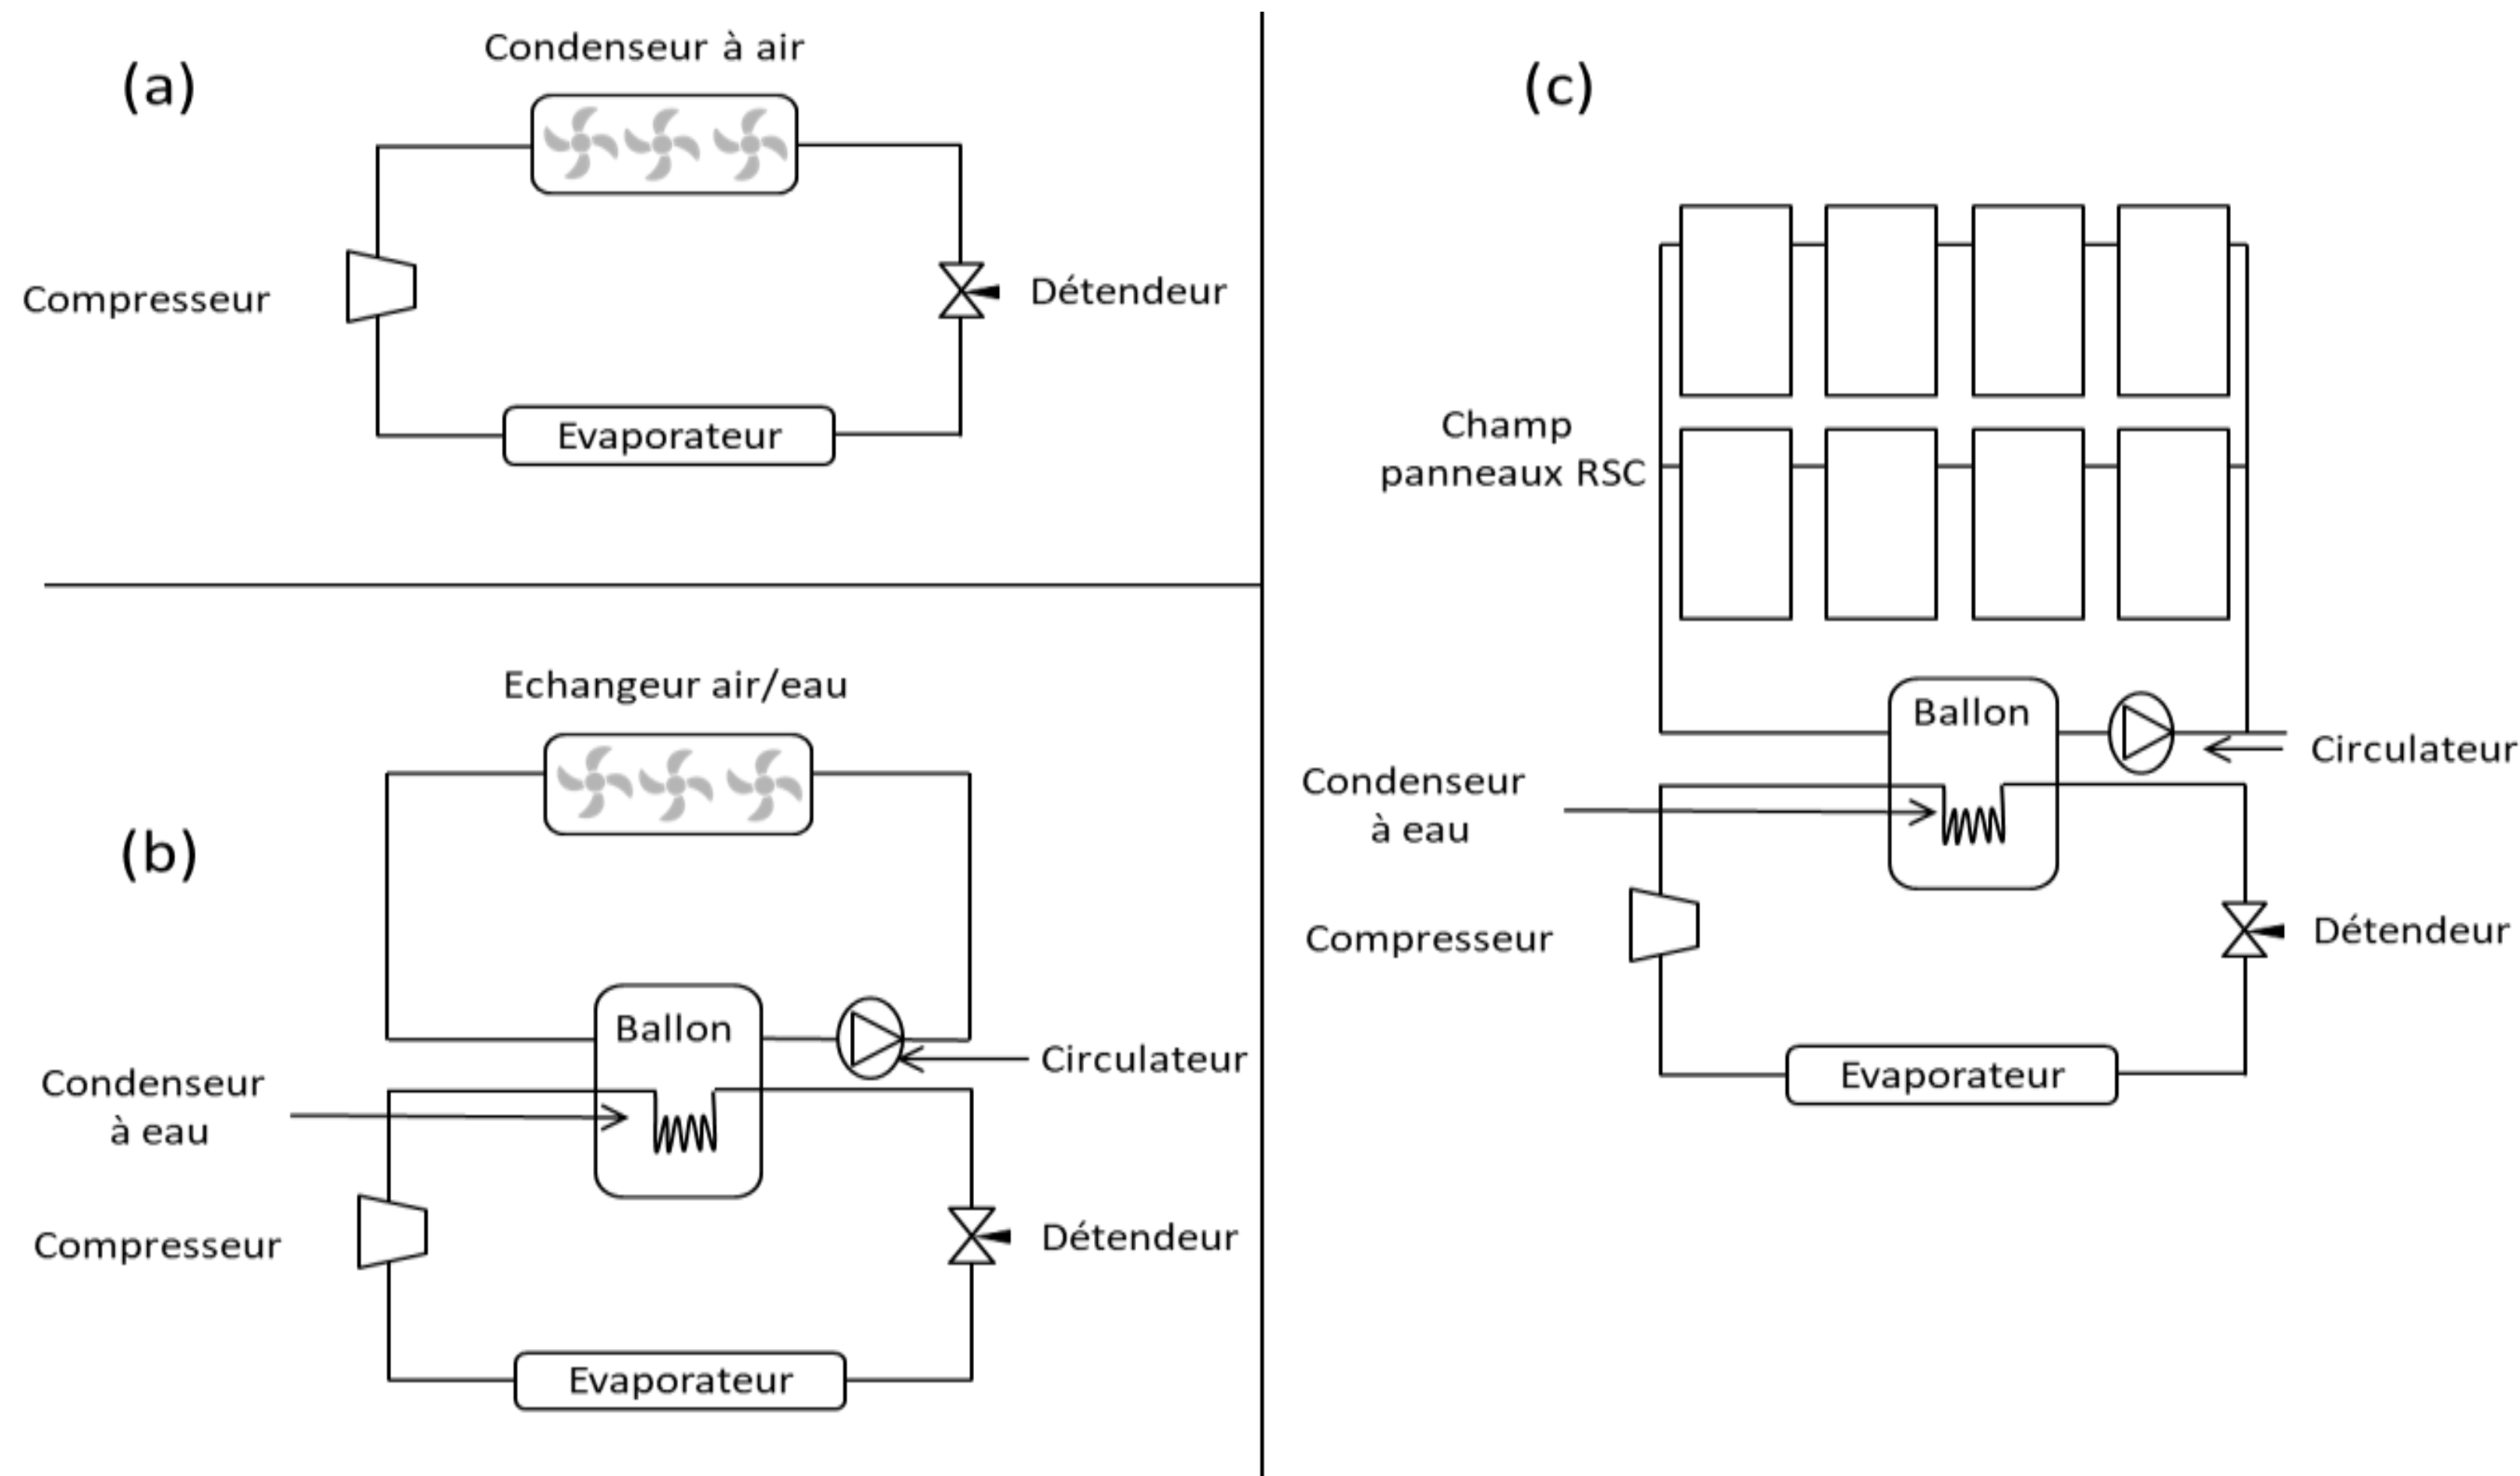 (a)
Condenseur à air
Compresseur
Détendeur
Evaporateur
(b)
Echangeur air/eau
Ballon
Circulateur
Condenseur
à eau
Compresseur
Détendeur
Evaporateur
(c)
Champ
panneaux RSC
Ballon
Circulateur
Condenseur
à eau
Compresseur
Détendeur
Evaporateur